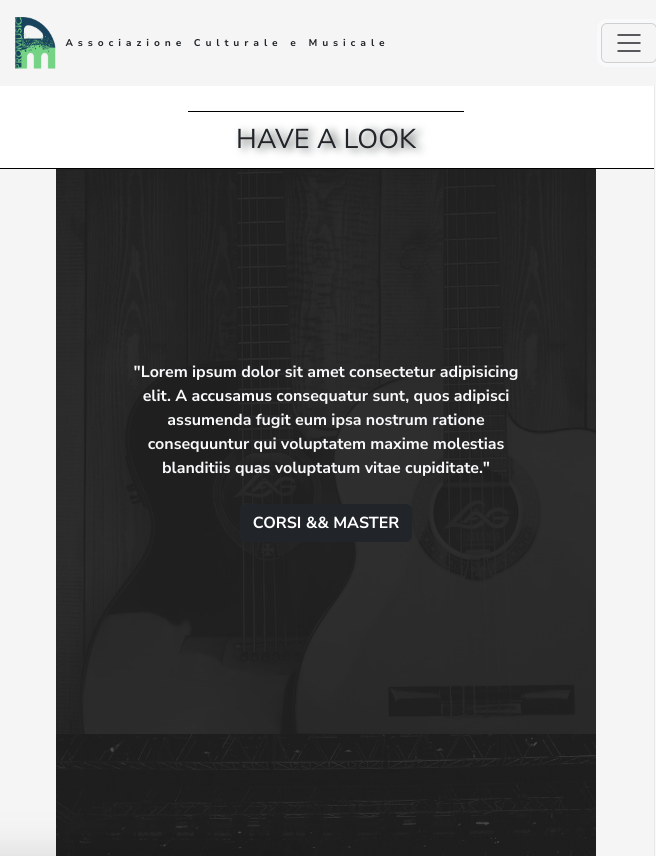 PROMUSIC
Associazione Culturale e Musicale
HAVE A LOOK
"Lorem ipsum dolor sit amet consectetur adipisicing
elit. A accusamus consequatur sunt, quos adipisci
assumenda fugit eum ipsa nostrum ratione
consequuntur qui voluptatem maxime molestias
blanditiis quas voluptatum vitae cupiditate."
CORSI && MASTER